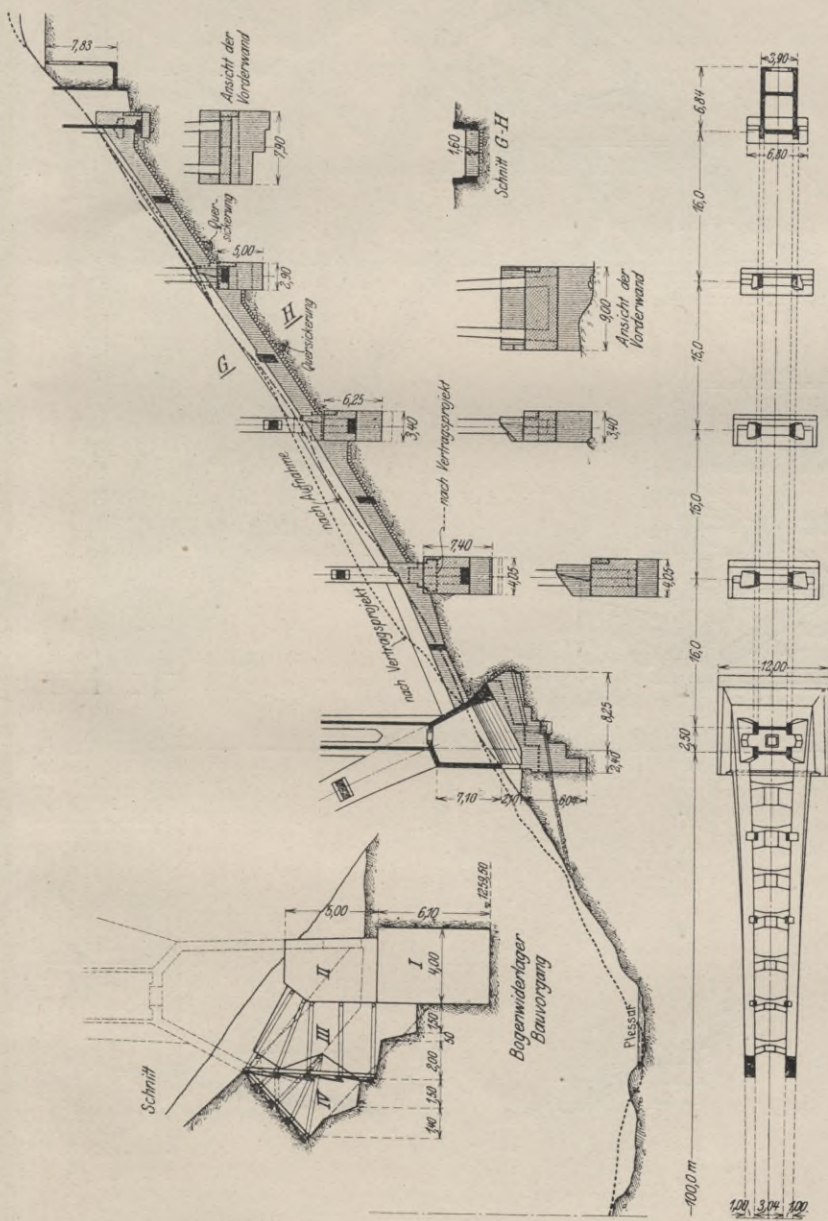 7,83
Ansicht der
Vorderwand
7,90
Quer-
sickerung
5,00
2,90
G
H
Quersickerung
1,60
Schnitt G-H
9,00
Ansicht der
Vorderwand
6,25
3,40
3,40
nach Aufnahme
nach Vertragsprojekt
nach Vertragsprojekt
7,40
4,05
4,05
8,25
2,40
7,10
2,10
6,04
Schnitt
5,00
6,10
1259,50
I
4,00
II
III
IV
1,50
50
2,00
1,50
1,40
Bogenwiderlager
Bauvorgang
Plessur
3,90
6,84
6,80
16,0
16,0
16,0
16,0
12,00
2,50
100,0 m
1,00
3,04
1,00